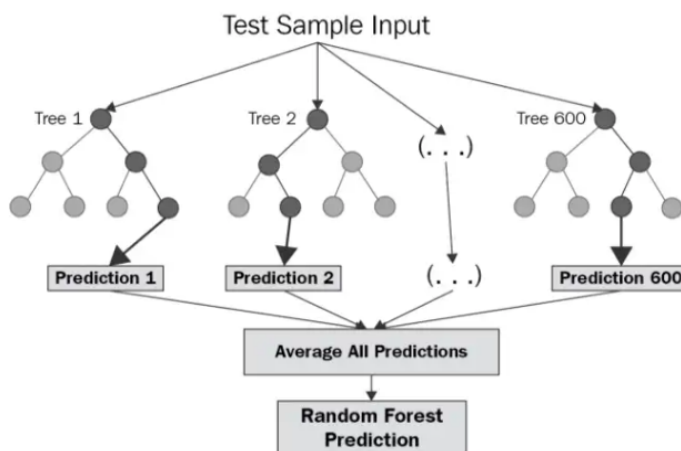 Test Sample Input
Tree 1
Tree 2
Tree 600
(. . .)
Prediction 1
Prediction 2
(. . .)
Prediction 600
Average All Predictions
Random Forest
Prediction